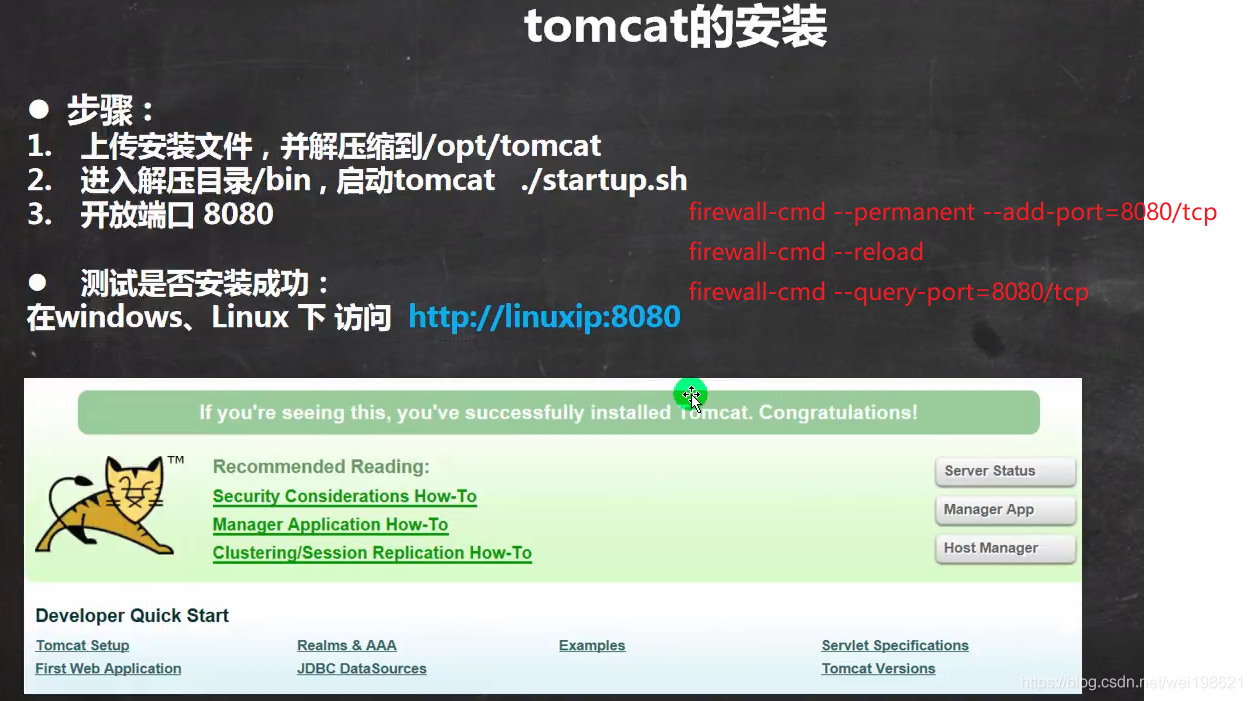 tomcat的安装
● 步骤：
1. 上传安装文件，并解压缩到/opt/tomcat
2. 进入解压目录/bin，启动tomcat ./startup.sh
3. 开放端口 8080
firewall-cmd --permanent --add-port=8080/tcp
firewall-cmd --reload
firewall-cmd --query-port=8080/tcp
● 测试是否安装成功：
在windows、Linux 下 访问 http://linuxip:8080
If you're seeing this, you've successfully installed Tomcat. Congratulations!
TM
Recommended Reading:
Security Considerations How-To
Manager Application How-To
Clustering/Session Replication How-To
Server Status
Manager App
Host Manager
Developer Quick Start
Tomcat Setup
First Web Application
Realms & AAA
JDBC DataSources
Examples
Servlet Specifications
Tomcat Versions
https://blog.csdn.net/wei198621